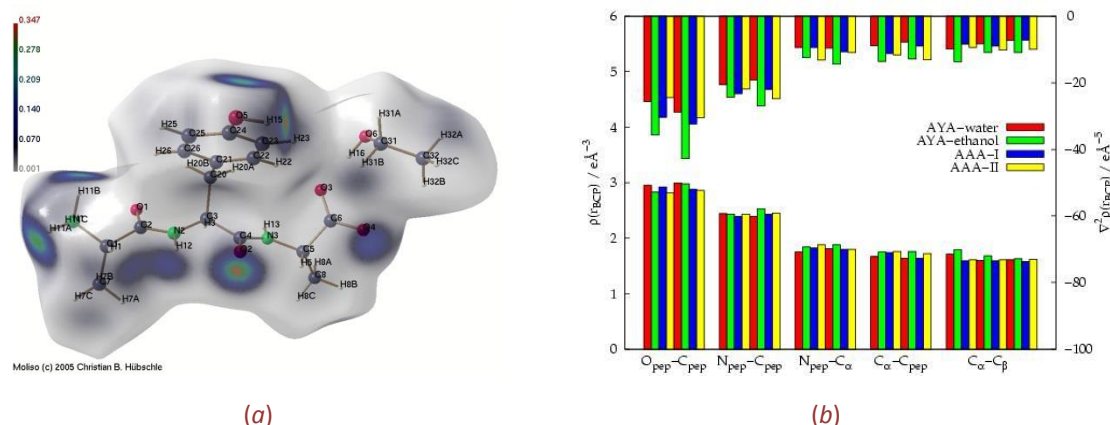 0.347
0.278
0.209
0.140
0.070
0.001
O5
H15
H25
C25
C24
C23
H23
H26
C26
C21
C22
H22
H20B
H20A
C20
H31A
O6
C31
H16
H31B
H32A
C32
H32C
H32B
H11B
H11A
O1
C2
N2
H12
C3
H3
H13
C4
N3
O2
O3
C6
O4
C5
H5
H8A
C8
H8B
H8C
H1
H7B
C7
H7C
H7A
Moliso (c) 2005 Christian B. Hübschle
(a)
6
5
4
3
2
1
0
ρ(r_BCP) / eÅ⁻³
AYA−water
AYA−ethanol
AAA−I
AAA−II
0
−20
−40
−60
−80
−100
∇²ρ(r_BCP) / eÅ⁻⁵
O_pep−C_pep
N_pep−C_pep
N_pep−C_α
C_α−C_pep
C_α−C_β
(b)